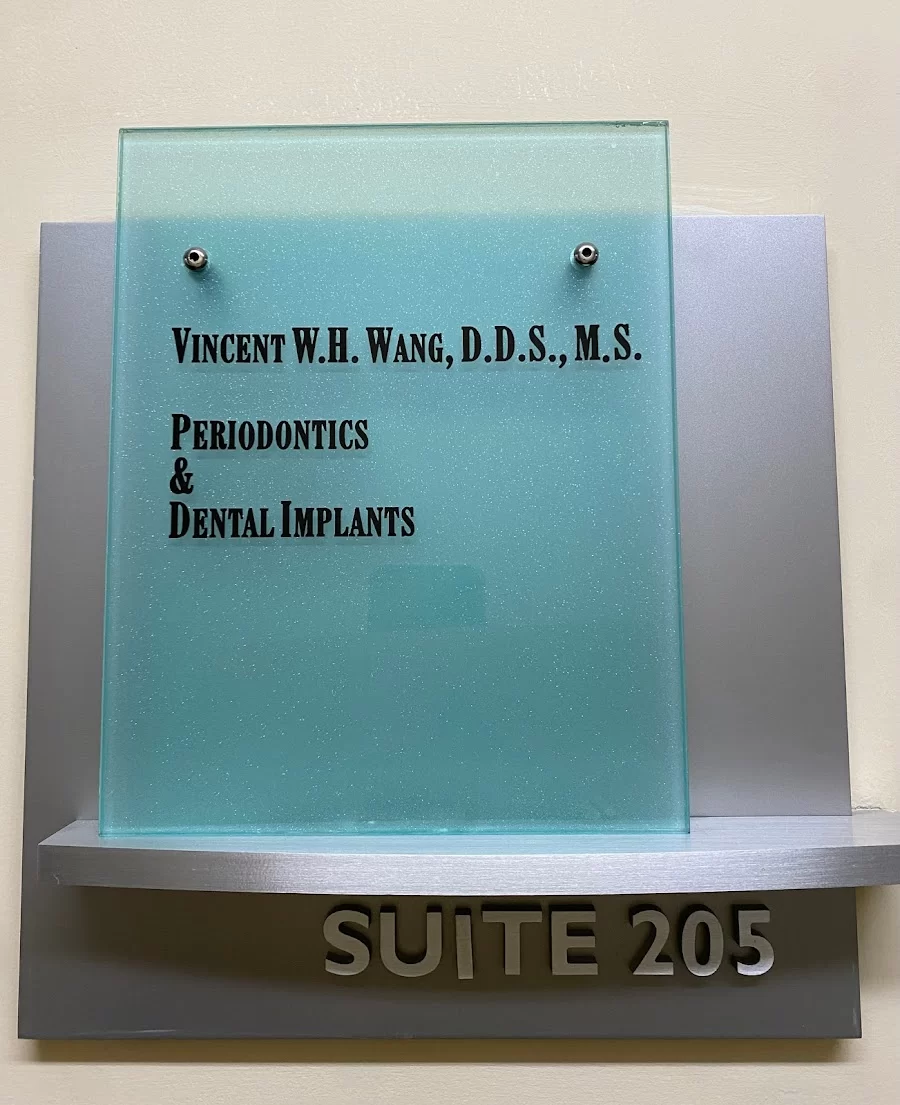 VINCENT W.H. WANG, D.D.S., M.S.
PERIODONTICS
&
DENTAL IMPLANTS
SUITE 205